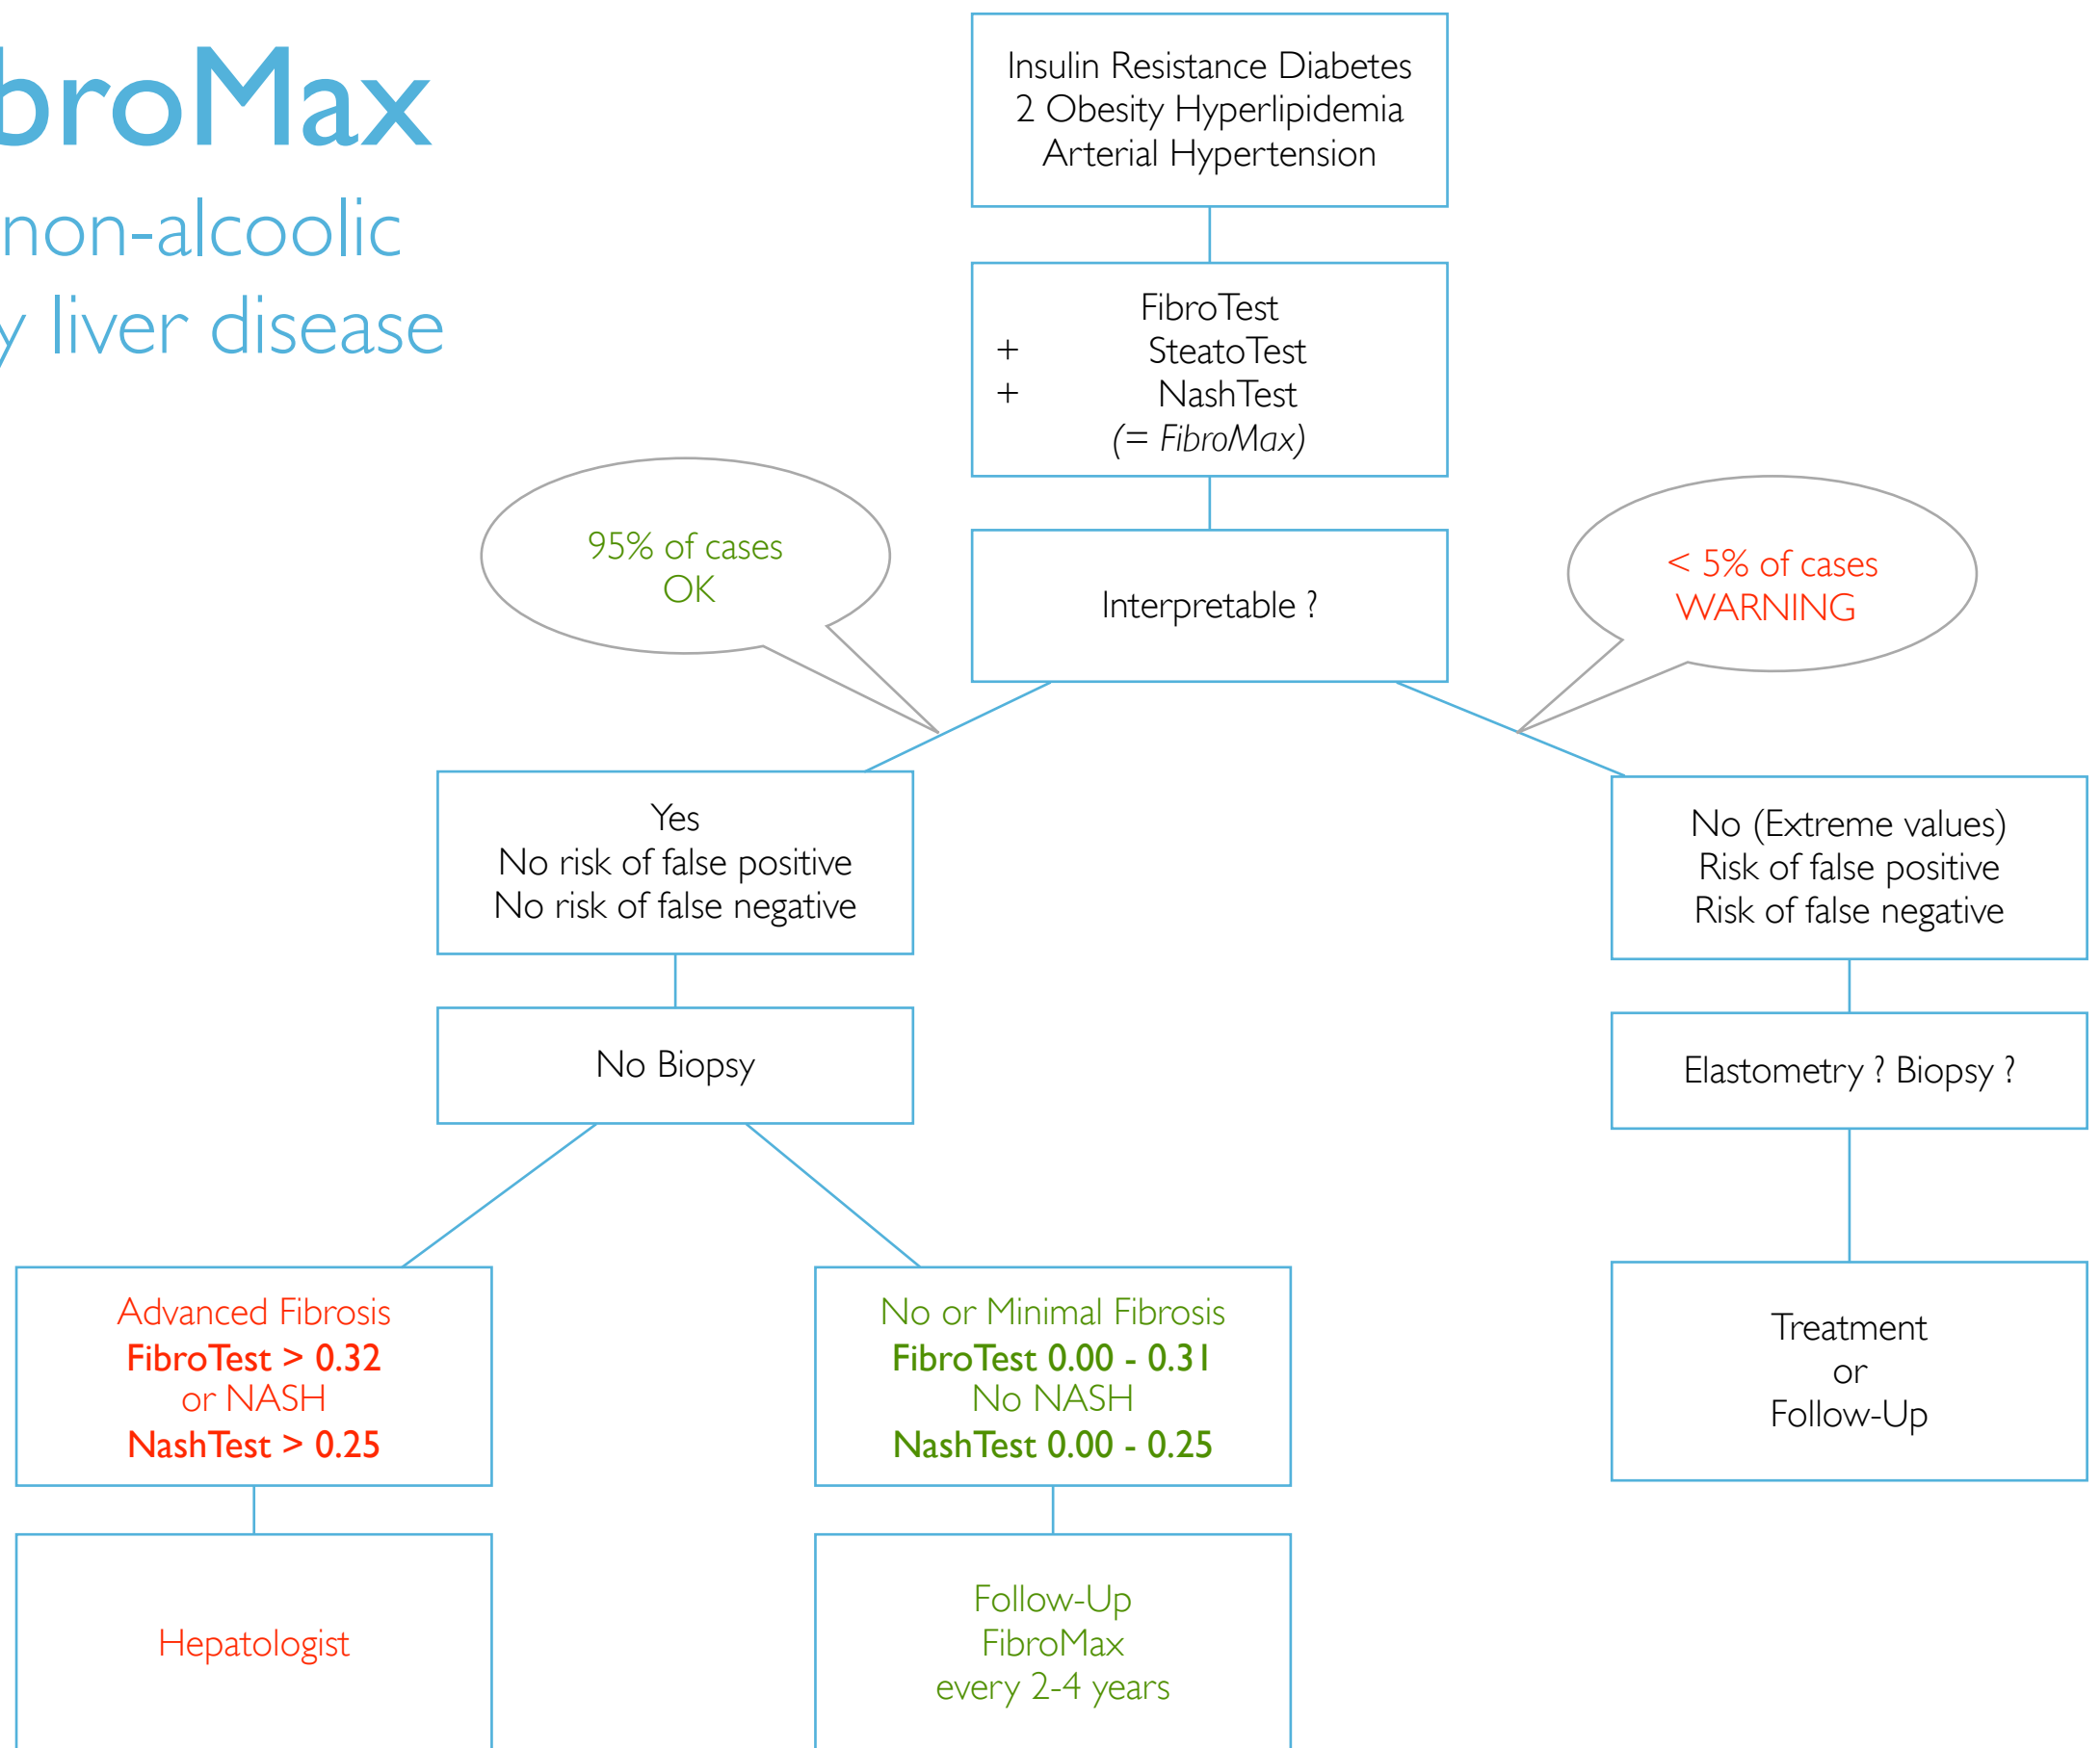 broMax
non-alcoolic
y liver disease
Insulin Resistance Diabetes
2 Obesity Hyperlipidemia
Arterial Hypertension
FibroTest
+ SteatoTest
+ NashTest
(= FibroMax)
95% of cases
OK
Interpretable ?
< 5% of cases
WARNING
Yes
No risk of false positive
No risk of false negative
No (Extreme values)
Risk of false positive
Risk of false negative
No Biopsy
Elastometry ? Biopsy ?
Advanced Fibrosis
FibroTest > 0.32
or NASH
NashTest > 0.25
No or Minimal Fibrosis
FibroTest 0.00 - 0.31
No NASH
NashTest 0.00 - 0.25
Treatment
or
Follow-Up
Hepatologist
Follow-Up
FibroMax
every 2-4 years